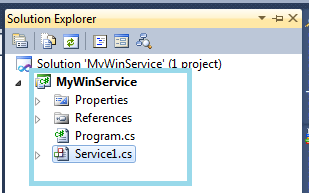 Solution Explorer
Solution 'MyWinService' (1 project)
MyWinService
Properties
References
Program.cs
Service1.cs